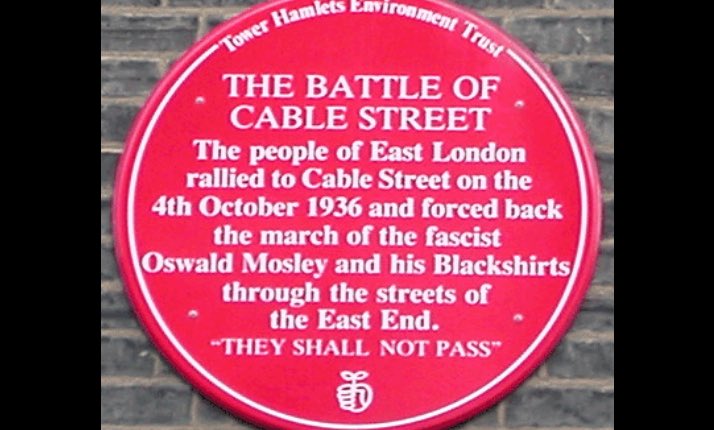 Tower Hamlets Environment Trust
THE BATTLE OF
CABLE STREET
The people of East London
rallied to Cable Street on the
4th October 1936 and forced back
the march of the fascist
Oswald Mosley and his Blackshirts
through the streets of
the East End.
"THEY SHALL NOT PASS"